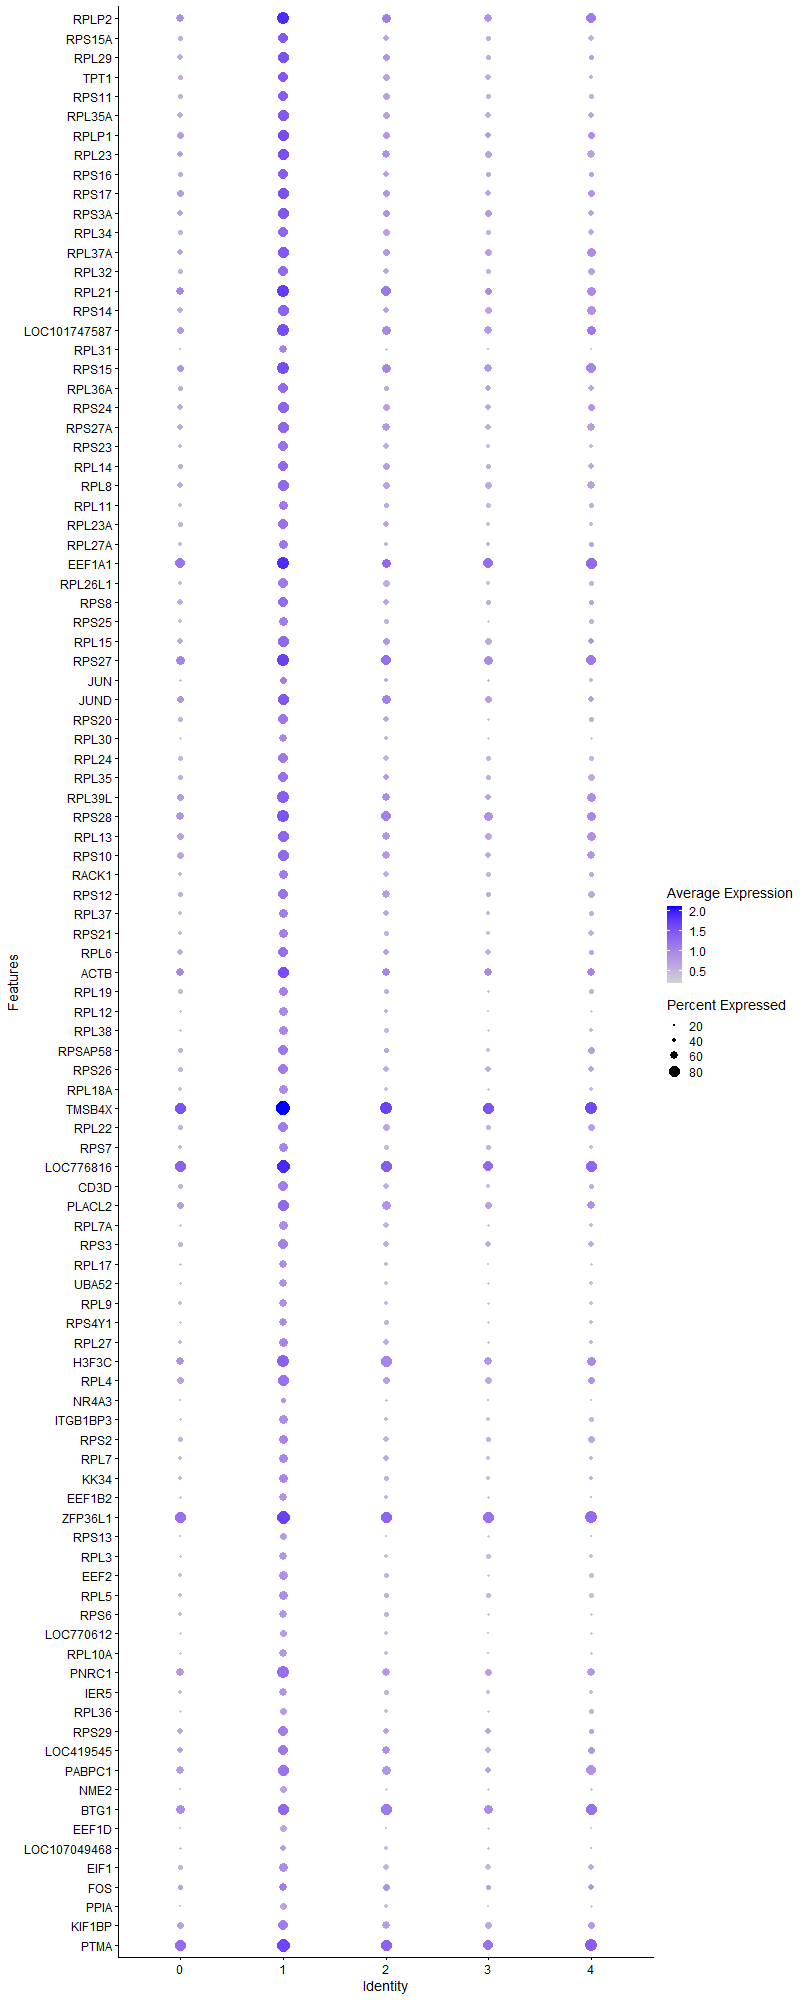 RPLP2
RPS15A
RPL29
TPT1
RPS11
RPL35A
RPLP1
RPL23
RPS16
RPS17
RPS3A
RPL34
RPL37A
RPL32
RPL21
RPS14
LOC101747587
RPL31
RPS15
RPL36A
RPS24
RPS27A
RPS23
RPL14
RPL8
RPL11
RPL23A
RPL27A
EEF1A1
RPL26L1
RPS8
RPS25
RPL15
RPS27
JUN
JUND
RPS20
RPL30
RPL24
RPL35
RPL39L
RPS28
RPL13
RPS10
RACK1
RPS12
RPL37
RPS21
RPL6
ACTB
RPL19
RPL12
RPL38
RPSAP58
RPS26
RPL18A
TMSB4X
RPL22
RPS7
LOC776816
CD3D
PLACL2
RPL7A
RPS3
RPL17
UBA52
RPL9
RPS4Y1
RPL27
H3F3C
RPL4
NR4A3
ITGB1BP3
RPS2
RPL7
KK34
EEF1B2
ZFP36L1
RPS13
RPL3
EEF2
RPL5
RPS6
LOC770612
RPL10A
PNRC1
IER5
RPL36
RPS29
LOC419545
PABPC1
NME2
BTG1
EEF1D
LOC107049468
EIF1
FOS
PPIA
KIF1BP
PTMA
Features
0 1 2 3 4
Identity
Average Expression
2.0
1.5
1.0
0.5
Percent Expressed
20
40
60
80